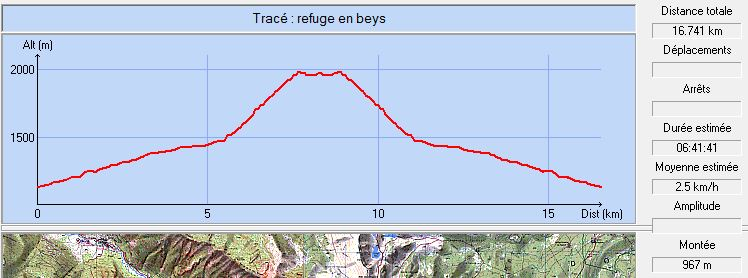 Tracé : refuge en beys
Alt (m)
2000
1500
0
5
10
15
Dist (km)
Distance totale
16.741 km
Déplacements
Arrêts
Durée estimée
06:41:41
Moyenne estimée
2.5 km/h
Amplitude
Montée
967 m